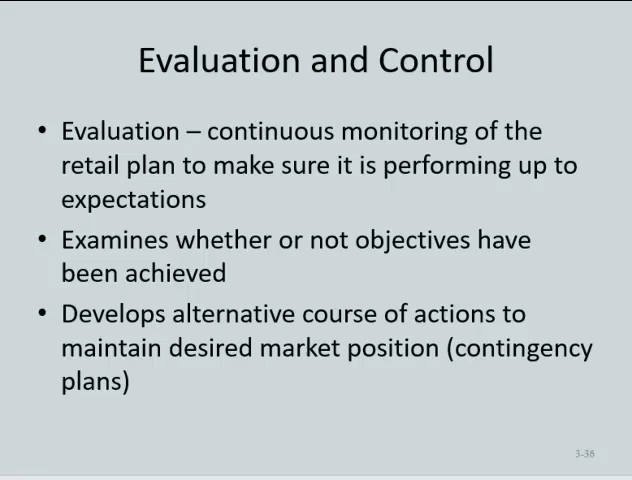 Evaluation and Control
• Evaluation – continuous monitoring of the
retail plan to make sure it is performing up to
expectations
• Examines whether or not objectives have
been achieved
• Develops alternative course of actions to
maintain desired market position (contingency
plans)
3-36